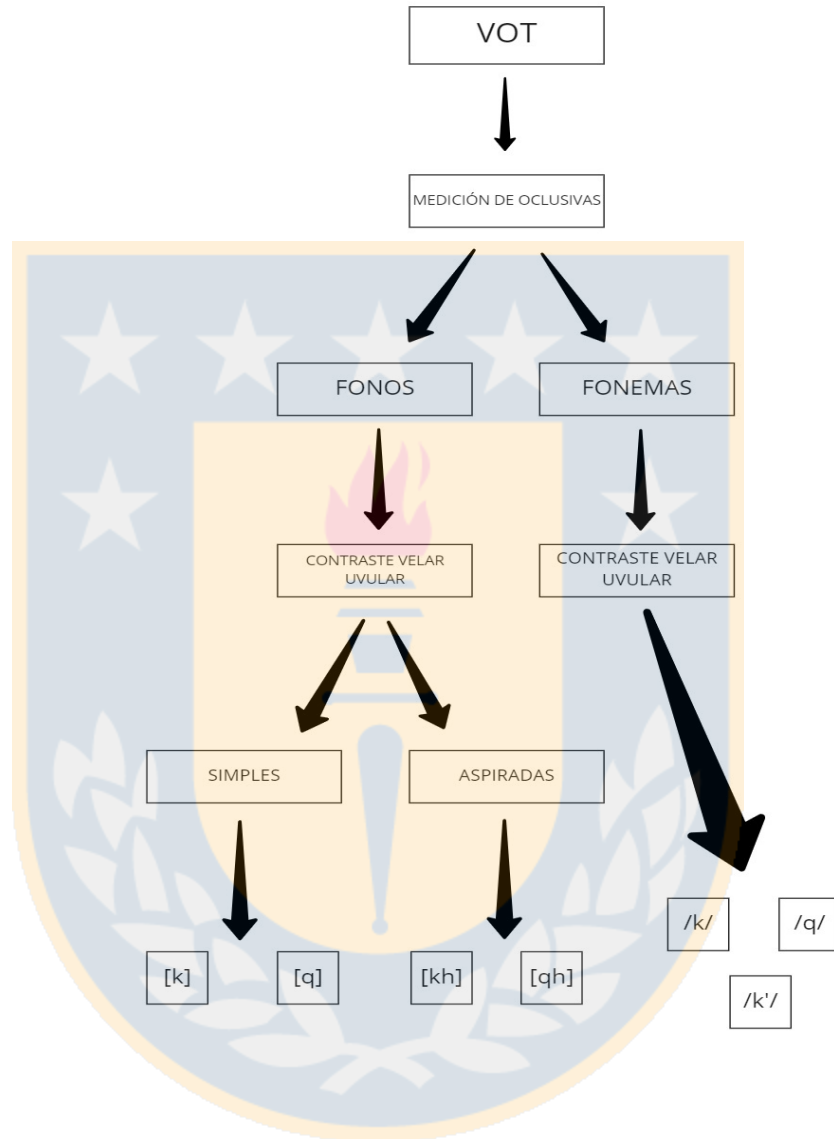 VOT
MEDICIÓN DE OCLUSIVAS
FONOS
FONEMAS
CONTRASTE VELAR
UVULAR
CONTRASTE VELAR
UVULAR
SIMPLES
ASPIRADAS
/k/
/q/
[k]
[q]
[kh]
[qh]
/k'/